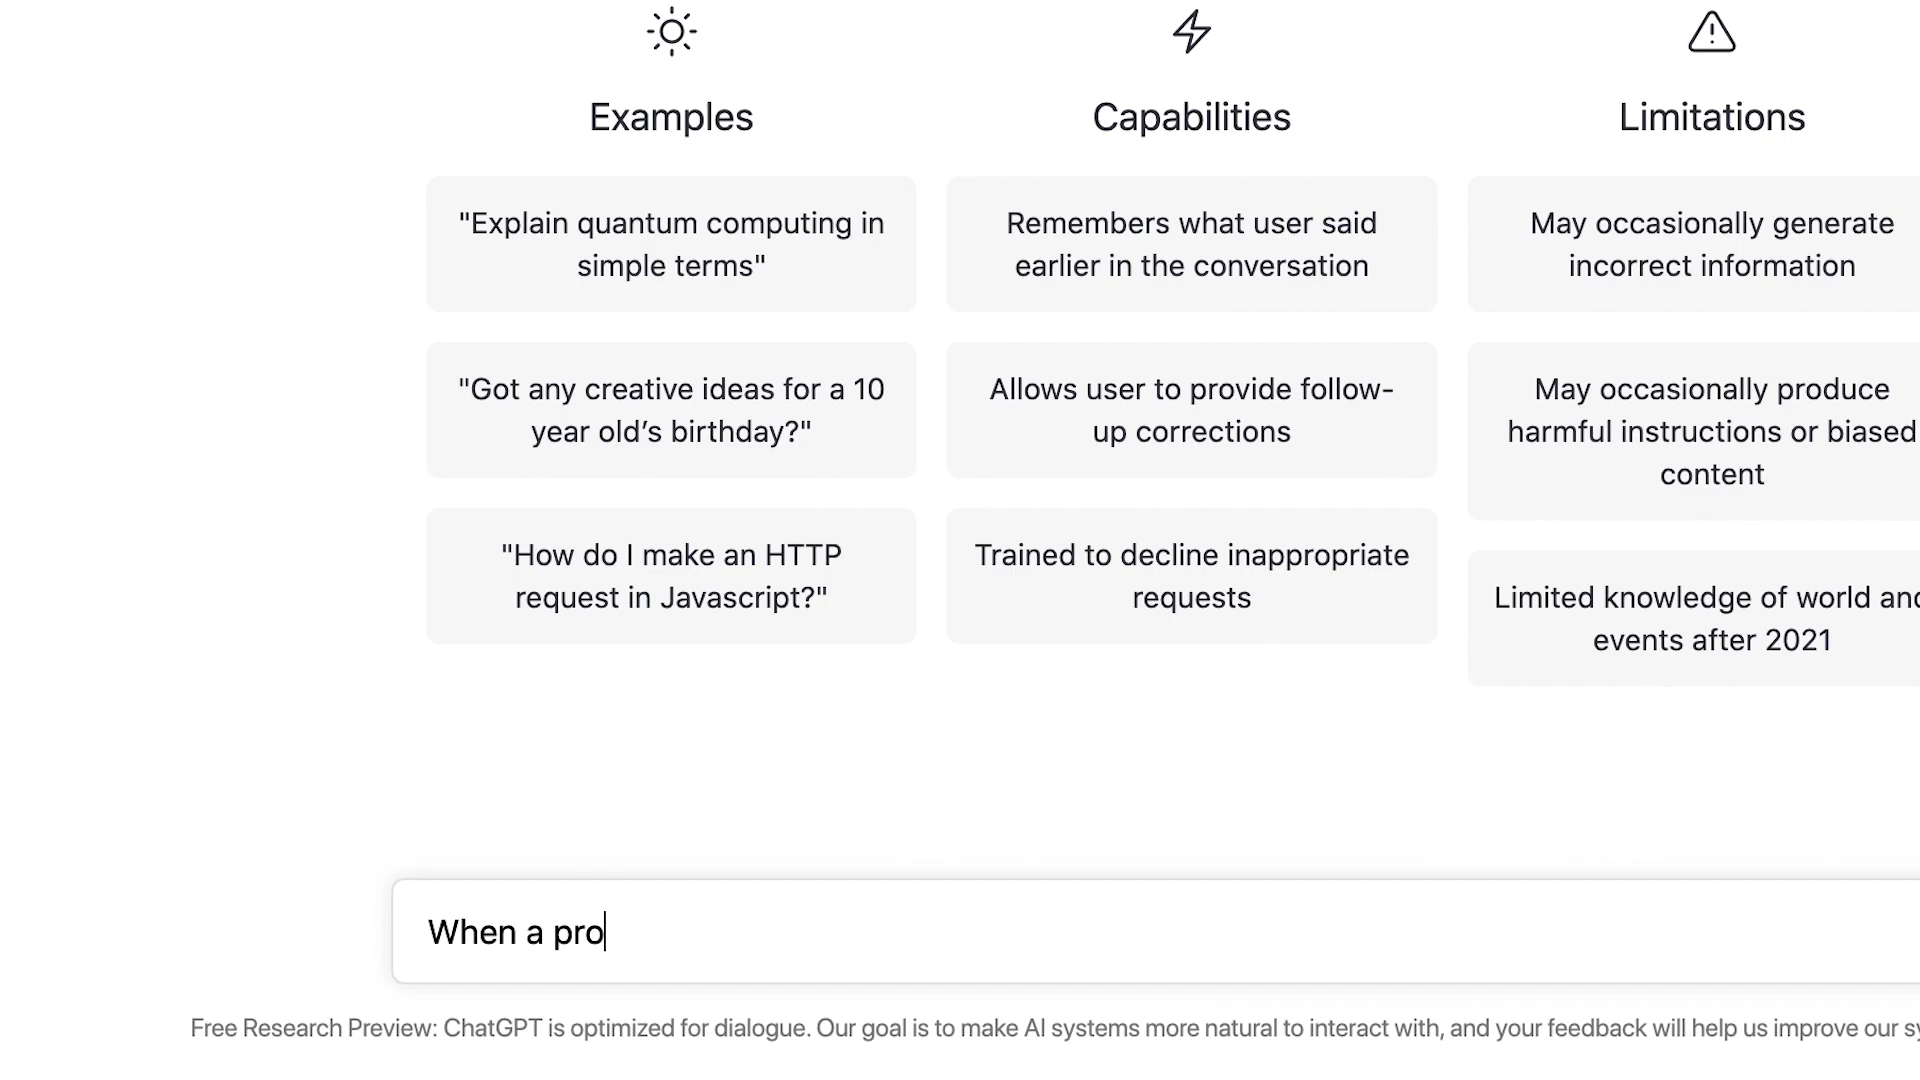 Examples
Capabilities
Limitations
"Explain quantum computing in
simple terms"
Remembers what user said
earlier in the conversation
May occasionally generate
incorrect information
"Got any creative ideas for a 10
year old’s birthday?"
Allows user to provide follow-
up corrections
May occasionally produce
harmful instructions or biased
content
"How do I make an HTTP
request in Javascript?"
Trained to decline inappropriate
requests
Limited knowledge of world and
events after 2021
When a pro
Free Research Preview: ChatGPT is optimized for dialogue. Our goal is to make AI systems more natural to interact with, and your feedback will help us improve our